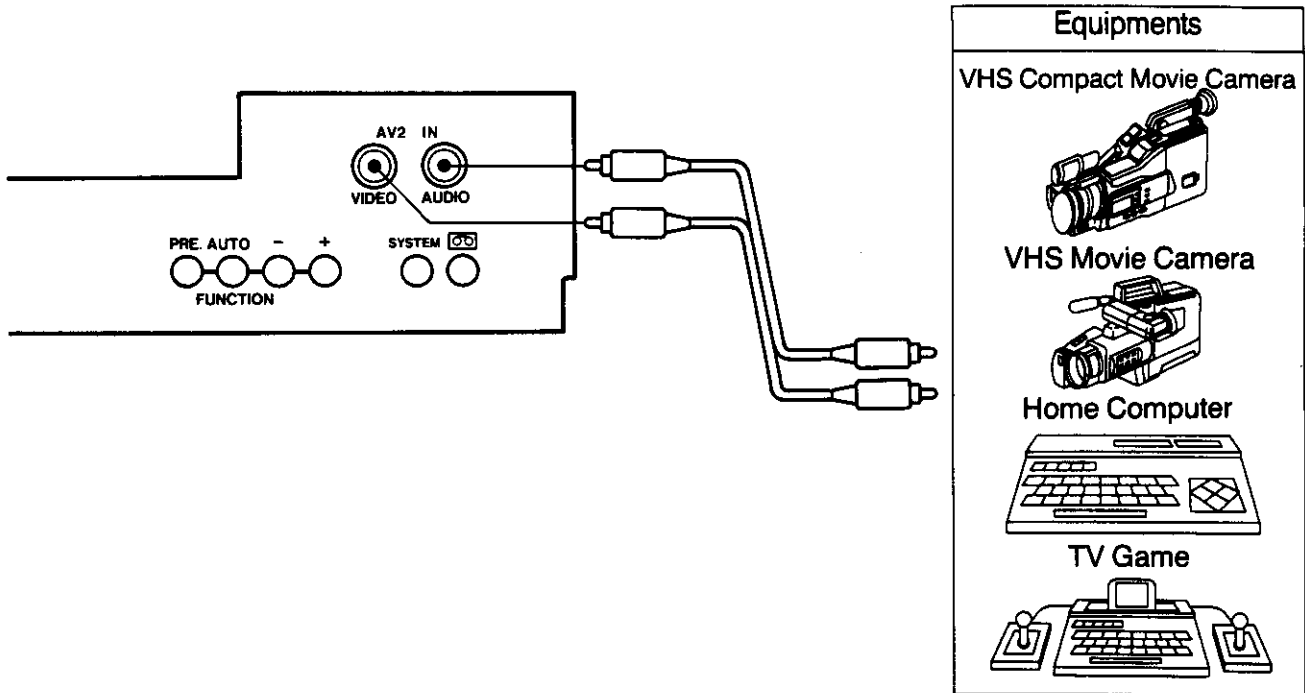 Equipments
VHS Compact Movie Camera
VHS Movie Camera
Home Computer
TV Game
AV2 IN
VIDEO AUDIO
PRE. AUTO - + SYSTEM
FUNCTION